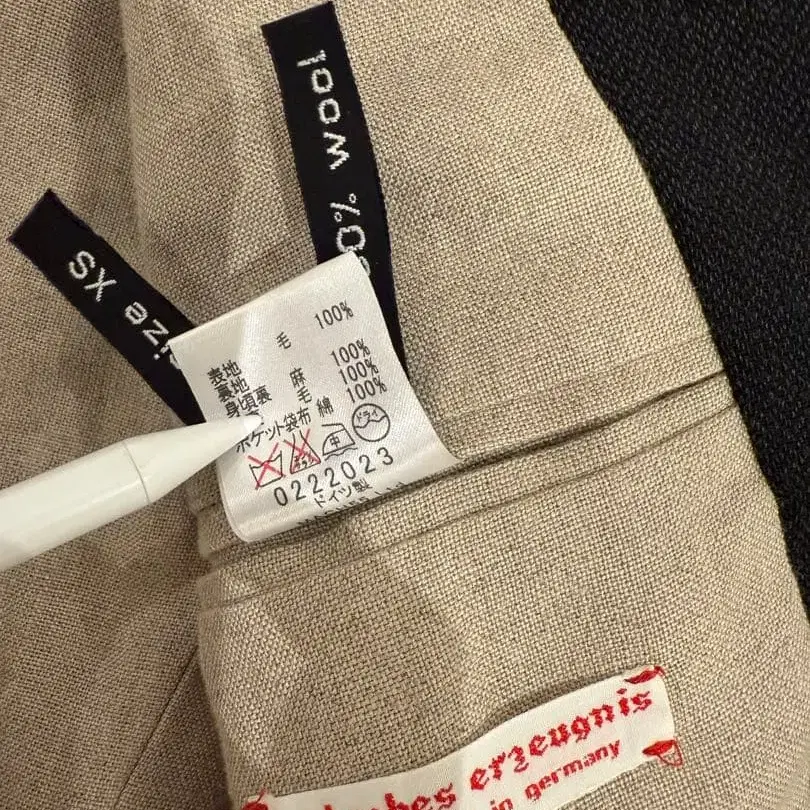 100% wool
size XS
表地 毛 100%
裏地 麻 100%
身頃裏 毛 100%
ポケット袋布 綿 100%
中 ドライ
0222023
ドイツ製
erzeugnis
in germany